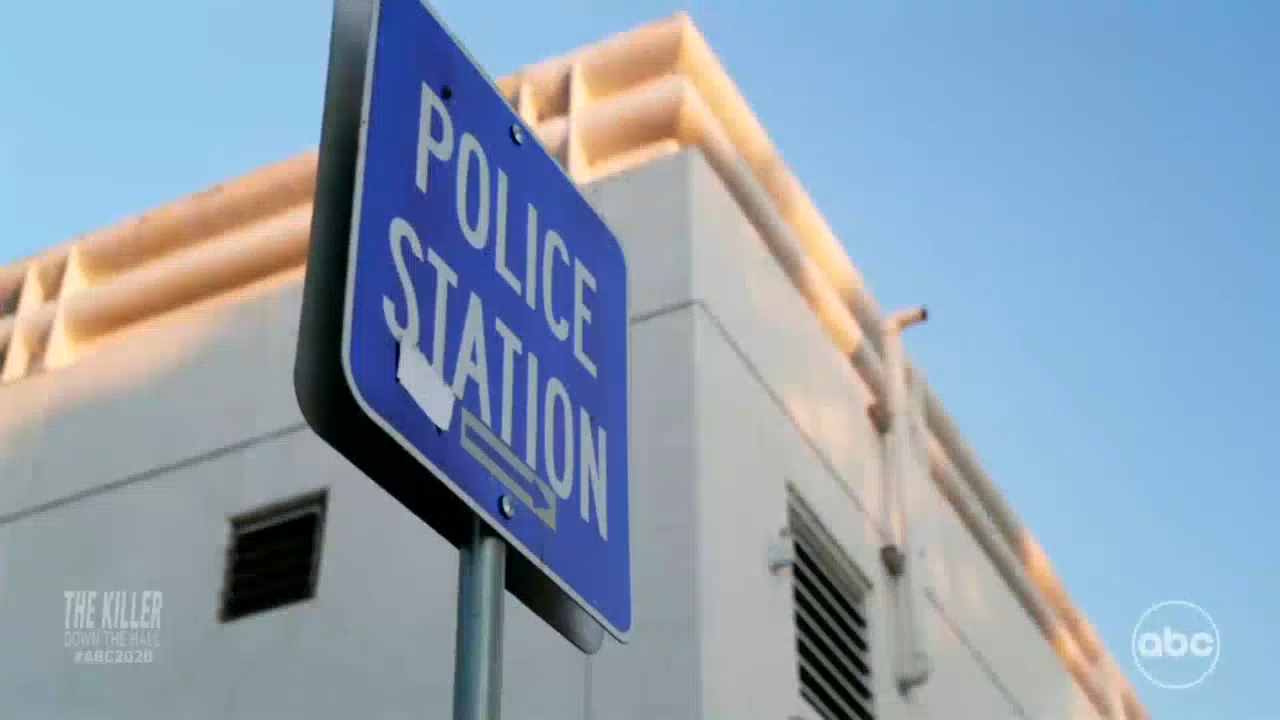 POLICE
STATION
THE KILLER
DOWN THE HALL
#ABC2020
abc